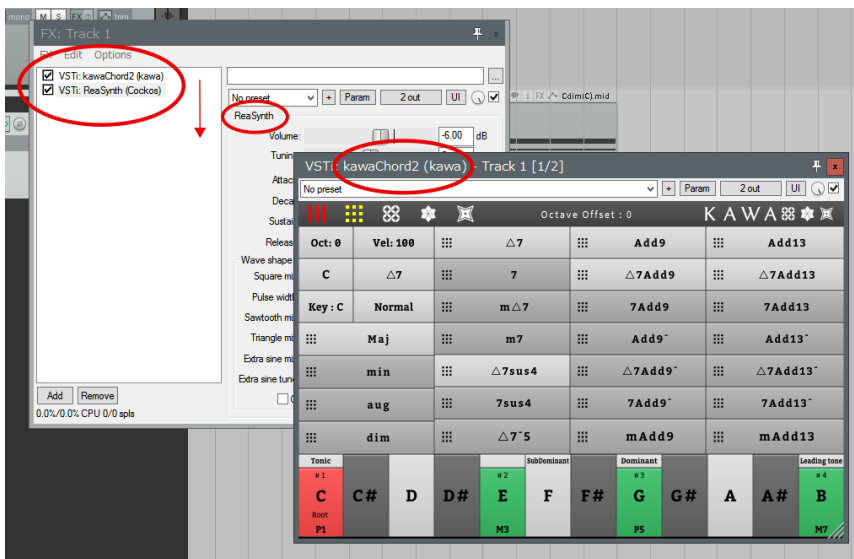 mono M S FX trim
FX: Track 1
FX Edit Options
VSTi: kawaChord2 (kawa)
VSTi: ReaSynth (Cockos)
No preset + Param 2 out UI
ReaSynth
Volume: -6.00 dB
Tunin
Attac
Deca
Sustai
Releas
Wave shape
Square mi
Pulse widt
Sawtooth mi
Triangle mi
Extra sine mi
Extra sine tun
Add Remove
0.0%/0.0% CPU 0/0 spls
FX CdimIC).mid
VSTi: kawaChord2 (kawa) - Track 1 [1/2]
No preset + Param 2 out UI
Octave Offset : 0 KAWA
Oct: 0 Vel: 100 △7 Add9 Add13
C △7 7 △7Add9 △7Add13
Key : C Normal m△7 7Add9 7Add13
Maj m7 Add9⁻ Add13⁻
min △7sus4 △7Add9⁻ △7Add13⁻
aug 7sus4 7Add9⁻ 7Add13⁻
dim △7⁻5 mAdd9 mAdd13
Tonic SubDominant Dominant Leading tone
#1 #2 #3 #4
C C# D D# E F F# G G# A A# B
Root
P1 M3 P5 M7